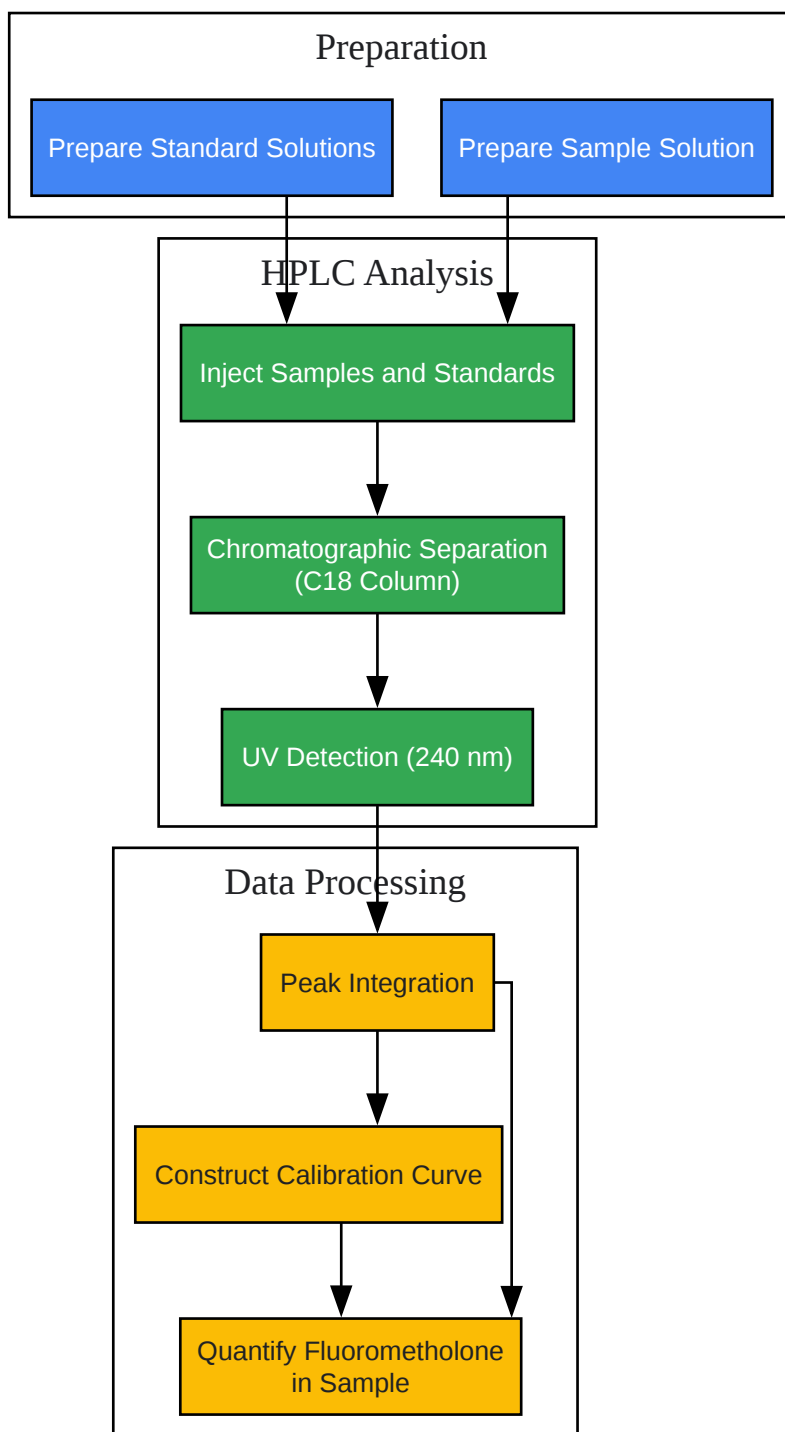 Preparation
Prepare Standard Solutions
Prepare Sample Solution
HPLC Analysis
Inject Samples and Standards
Chromatographic Separation
(C18 Column)
UV Detection (240 nm)
Data Processing
Peak Integration
Construct Calibration Curve
Quantify Fluorometholone
in Sample